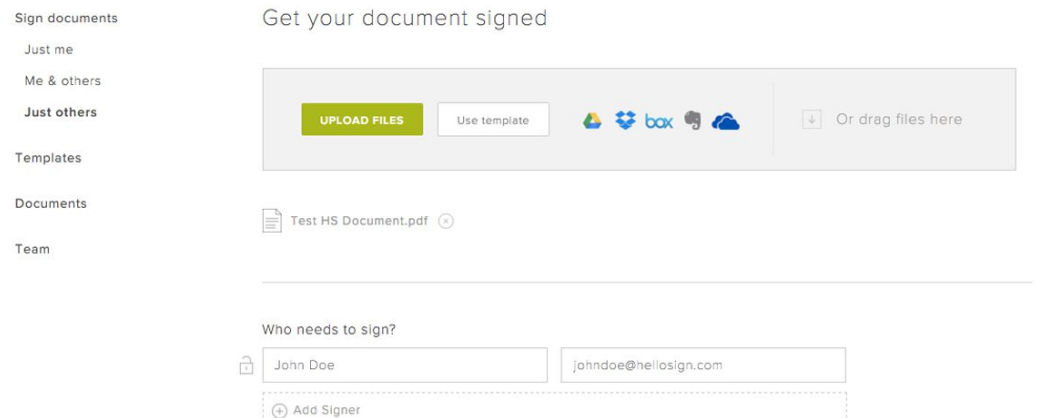 Sign documents
Just me
Me & others
Just others
Templates
Documents
Team
Get your document signed
UPLOAD FILES
Use template
box
Or drag files here
Test HS Document.pdf
Who needs to sign?
John Doe
johndoe@hellosign.com
Add Signer